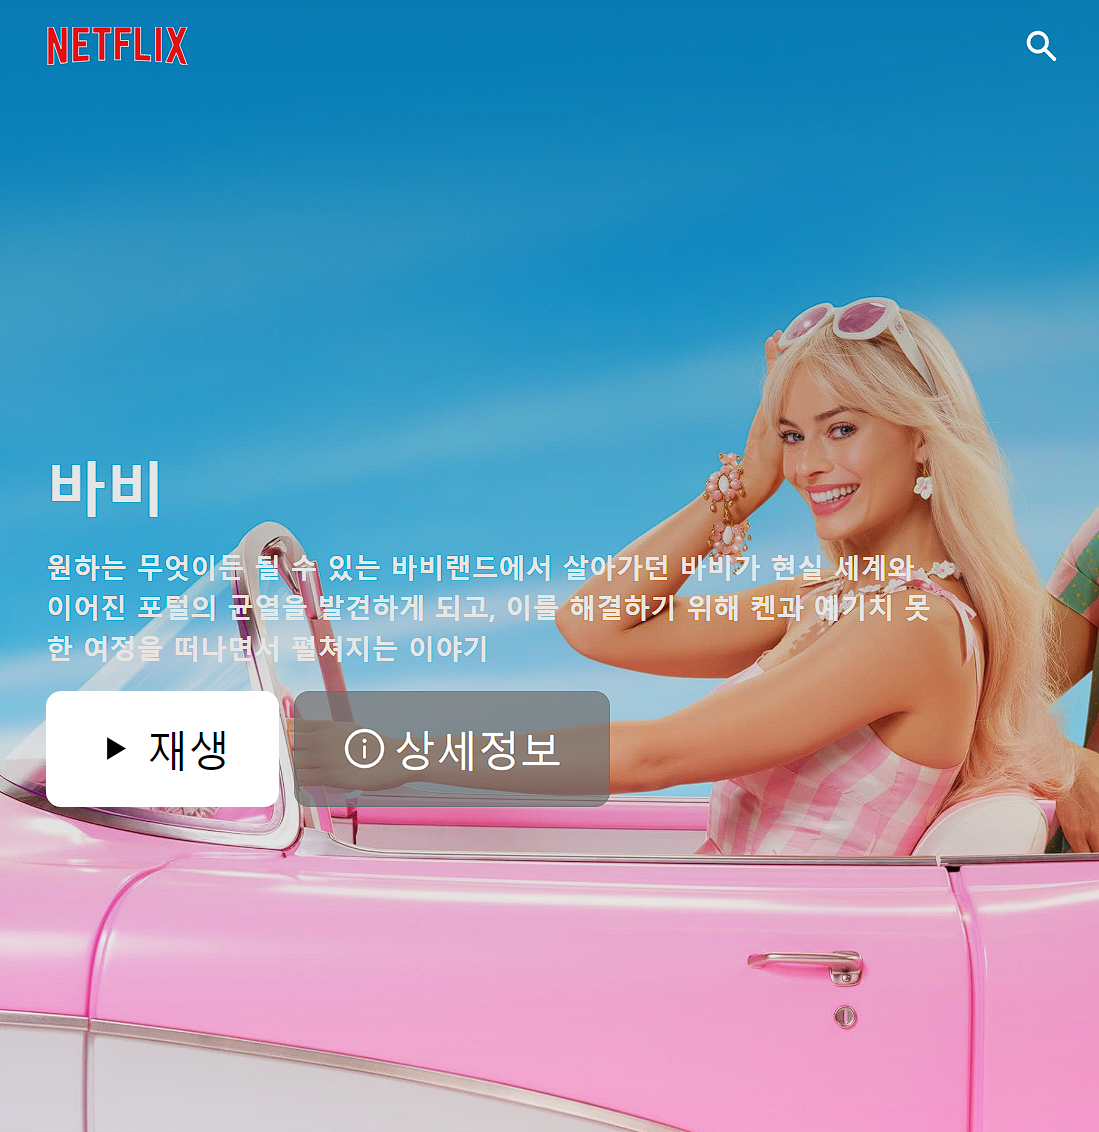 NETFLIX
바비
원하는 무엇이든 될 수 있는 바비랜드에서 살아가던 바비가 현실 세계와
이어진 포털의 균열을 발견하게 되고, 이를 해결하기 위해 켄과 예기치 못
한 여정을 떠나면서 펼쳐지는 이야기
재생
상세정보